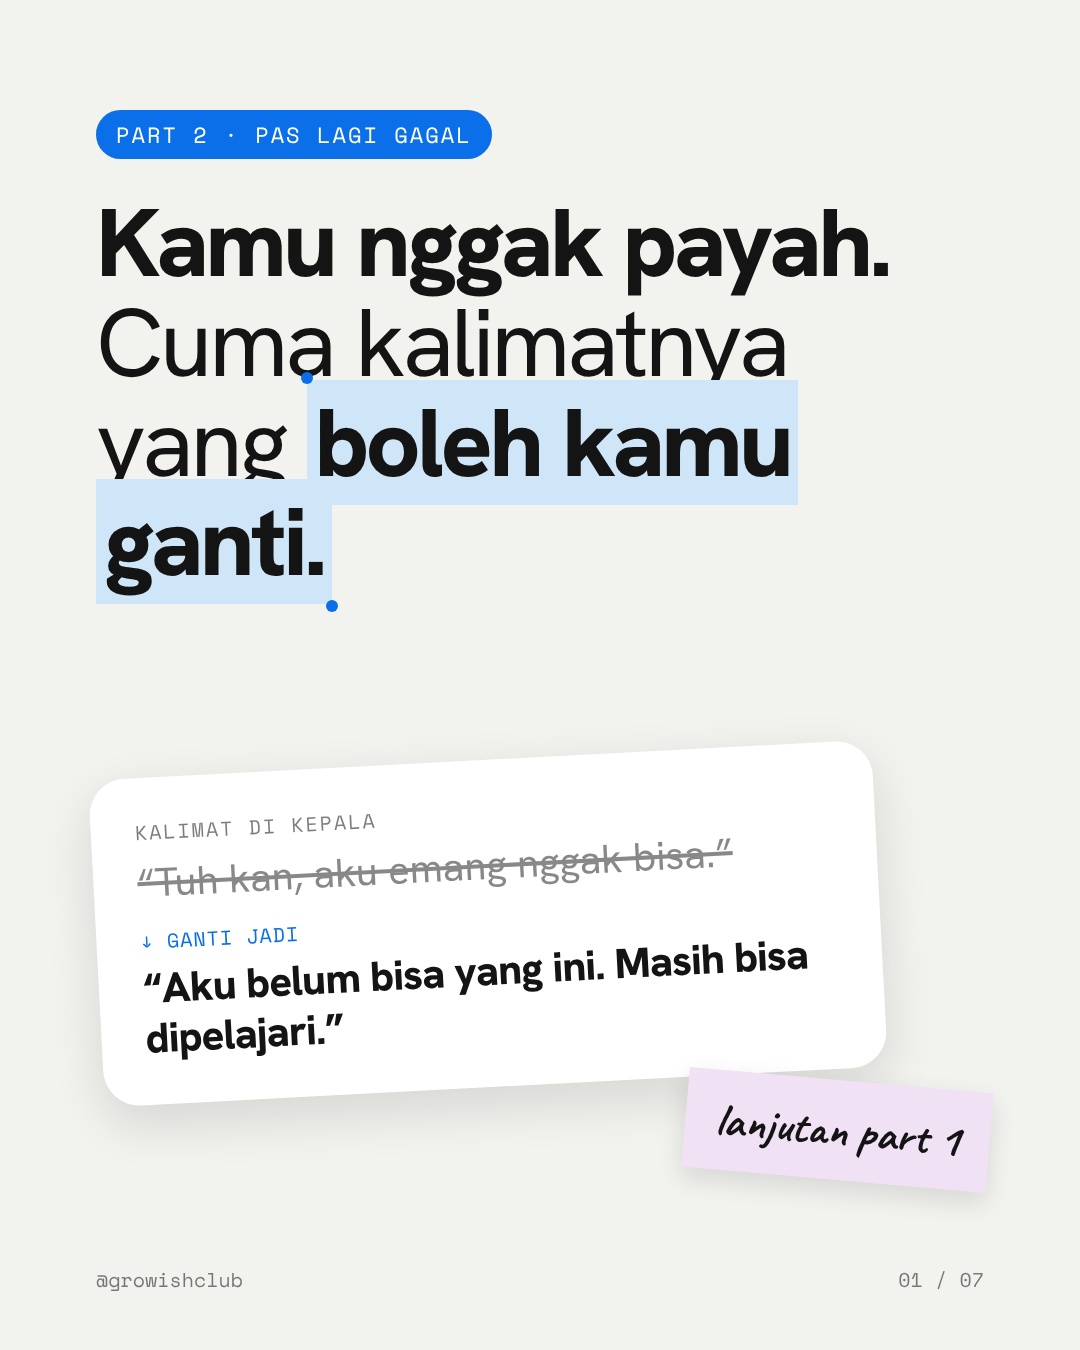 PART 2 · PAS LAGI GAGAL
Kamu nggak payah.
Cuma kalimatnya
yang boleh kamu
ganti.
KALIMAT DI KEPALA
“Tuh kan, aku emang nggak bisa.”
↓ GANTI JADI
“Aku belum bisa yang ini. Masih bisa
dipelajari.”
lanjutan part 1
@growishclub
01 / 07